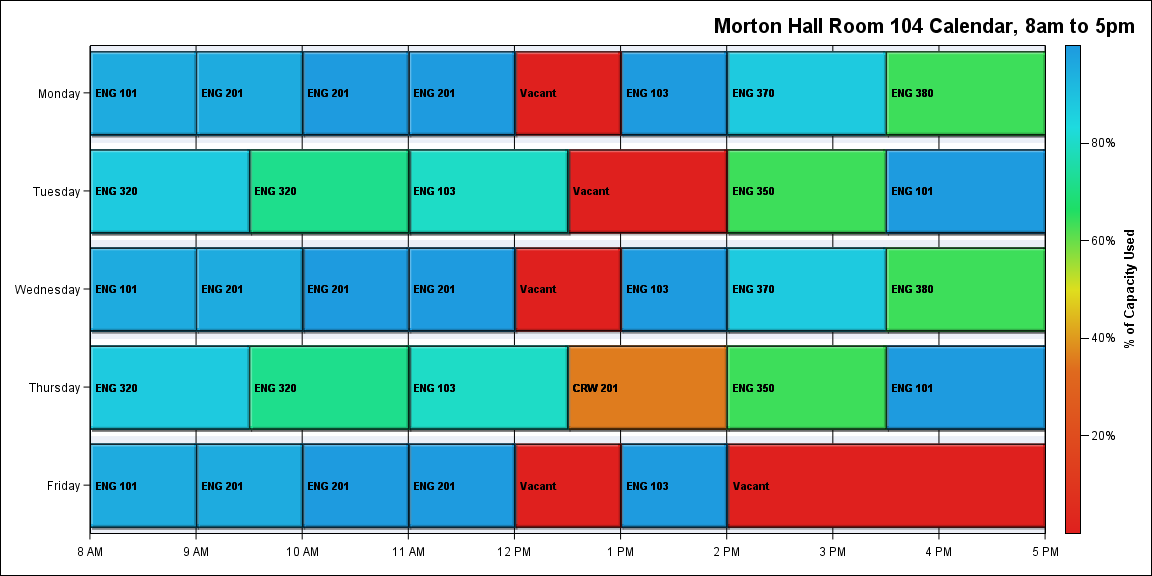 Morton Hall Room 104 Calendar, 8am to 5pm
Monday
ENG 101
ENG 201
ENG 201
ENG 201
Vacant
ENG 103
ENG 370
ENG 380
Tuesday
ENG 320
ENG 320
ENG 103
Vacant
ENG 350
ENG 101
Wednesday
ENG 101
ENG 201
ENG 201
ENG 201
Vacant
ENG 103
ENG 370
ENG 380
Thursday
ENG 320
ENG 320
ENG 103
CRW 201
ENG 350
ENG 101
Friday
ENG 101
ENG 201
ENG 201
ENG 201
Vacant
ENG 103
Vacant
8 AM
9 AM
10 AM
11 AM
12 PM
1 PM
2 PM
3 PM
4 PM
5 PM
80%
60%
40%
20%
% of Capacity Used